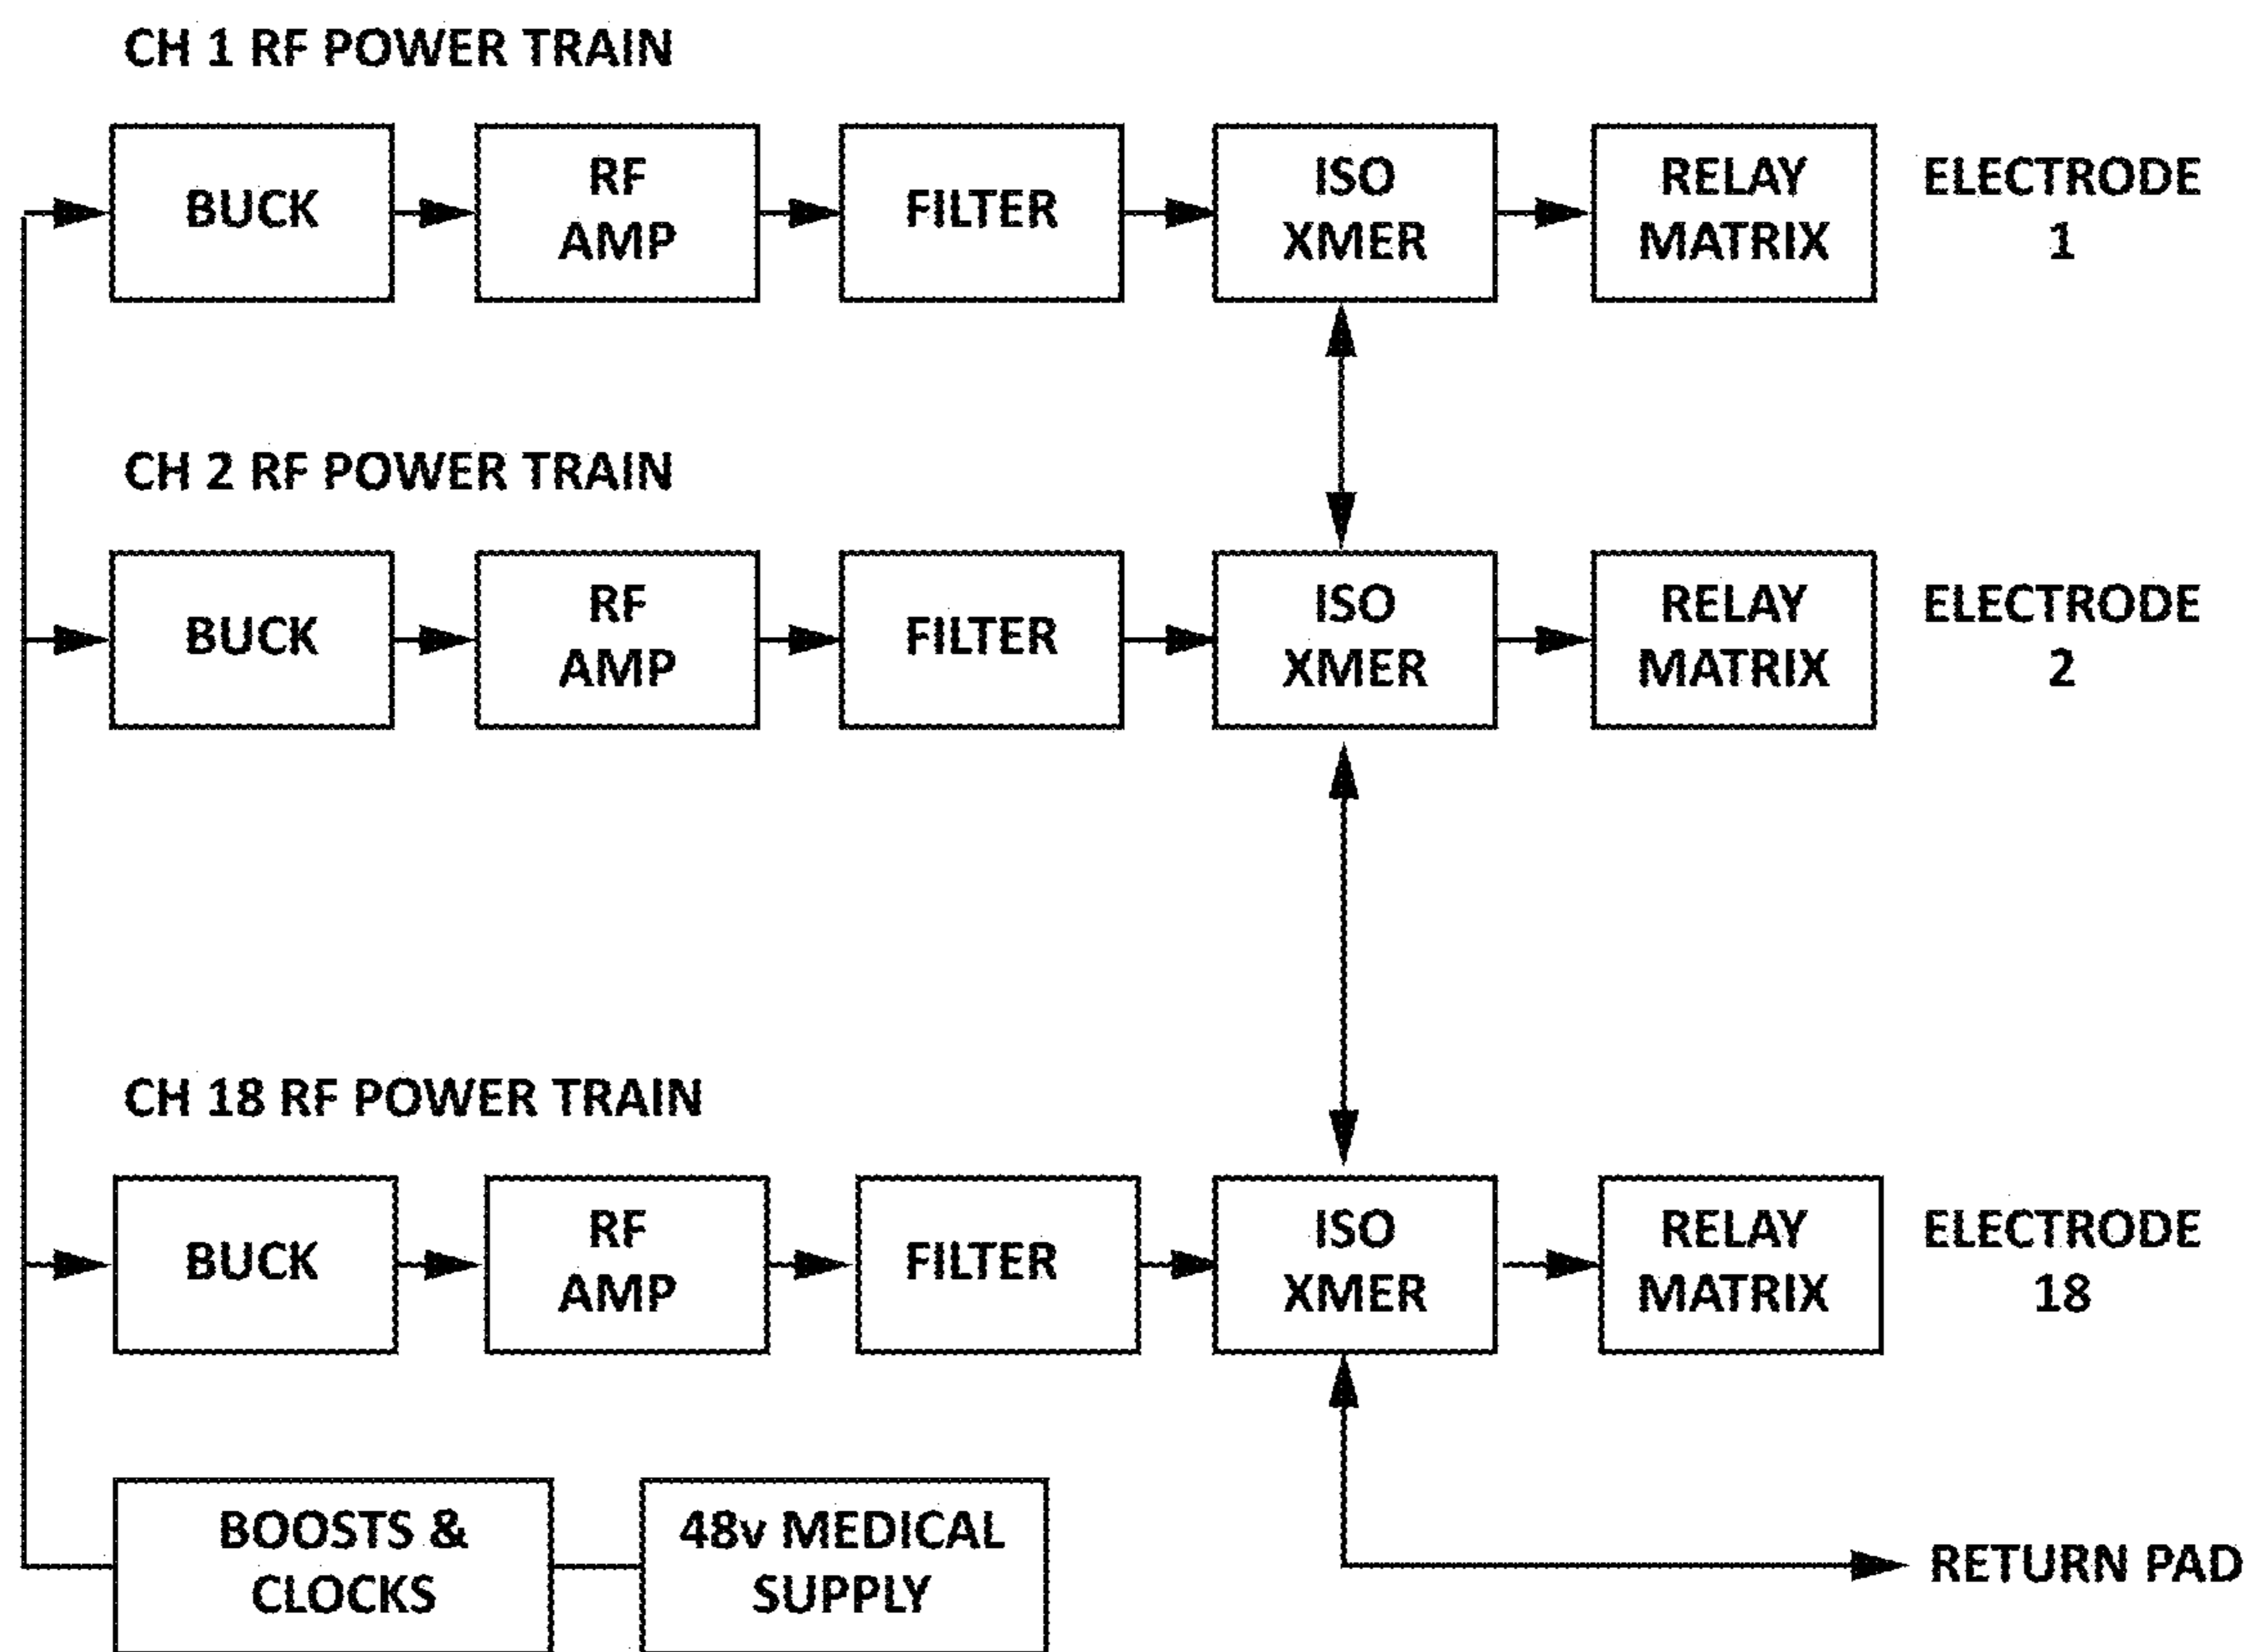 CH 1 RF POWER TRAIN
BUCK
RF
AMP
FILTER
ISO
XMER
RELAY
MATRIX
ELECTRODE
1
CH 2 RF POWER TRAIN
BUCK
RF
AMP
FILTER
ISO
XMER
RELAY
MATRIX
ELECTRODE
2
CH 18 RF POWER TRAIN
BUCK
RF
AMP
FILTER
ISO
XMER
RELAY
MATRIX
ELECTRODE
18
BOOSTS &
CLOCKS
48v MEDICAL
SUPPLY
RETURN PAD